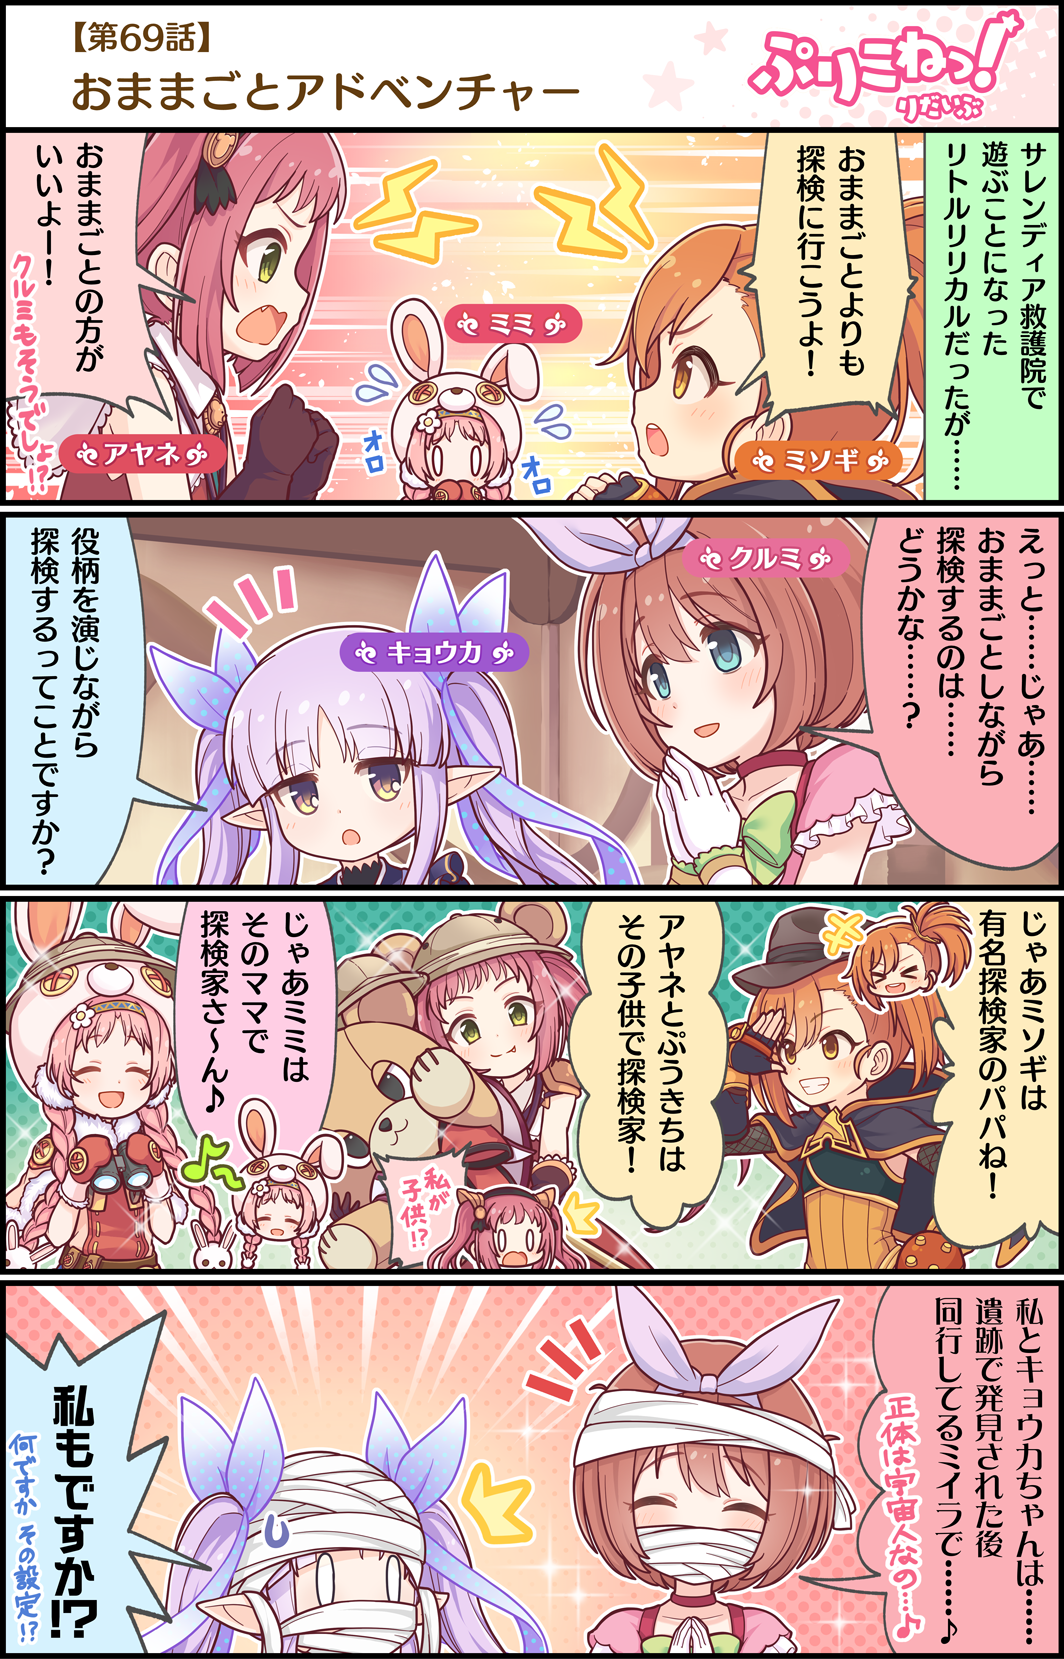 【第69話】
おままごとアドベンチャー
ぷりこねっ!
りだいぶ
サレンディア救護院で
遊ぶことになった
リトルリリカルだったが……
おままごとよりも
探検に行こうよ!
ミソギ
ミミ
オロ
オロ
おままごとの方が
いいよー!
クルミもそうでしょ!?
アヤネ
えっと……じゃあ……
おままごとしながら
探検するのは……
どうかな……?
クルミ
キョウカ
役柄を演じながら
探検するってことですか?
じゃあミソギは
有名探検家のパパね!
アヤネとぷうきちは
その子供で探検家!
私が
子供!?
じゃあミミは
そのママで
探検家さ～ん♪
私とキョウカちゃんは……
遺跡で発見された後
同行してるミイラで……♪
正体は宇宙人なの…♪
私もですか!?
何ですか その設定!?